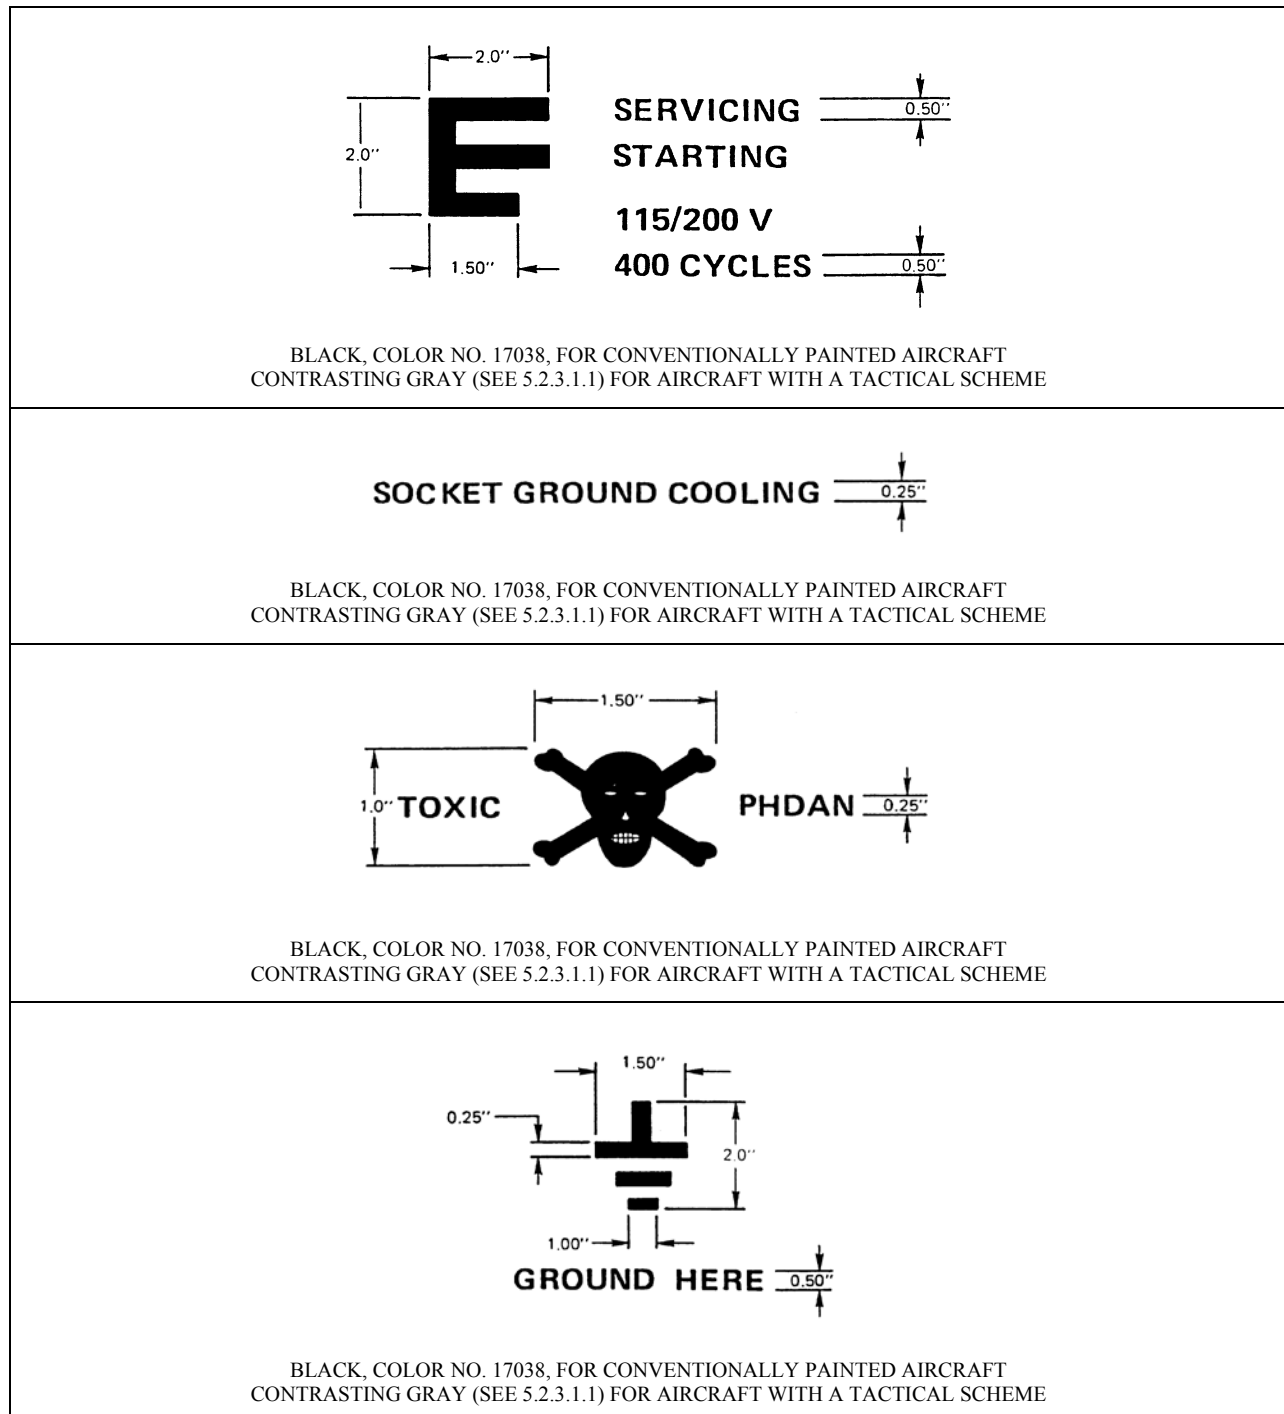 2.0"
2.0"
E
SERVICING 0.50"
STARTING
115/200 V
400 CYCLES 0.50"
1.50"
BLACK, COLOR NO. 17038, FOR CONVENTIONALLY PAINTED AIRCRAFT
CONTRASTING GRAY (SEE 5.2.3.1.1) FOR AIRCRAFT WITH A TACTICAL SCHEME
SOCKET GROUND COOLING 0.25"
BLACK, COLOR NO. 17038, FOR CONVENTIONALLY PAINTED AIRCRAFT
CONTRASTING GRAY (SEE 5.2.3.1.1) FOR AIRCRAFT WITH A TACTICAL SCHEME
1.50"
1.0" TOXIC PHDAN 0.25"
BLACK, COLOR NO. 17038, FOR CONVENTIONALLY PAINTED AIRCRAFT
CONTRASTING GRAY (SEE 5.2.3.1.1) FOR AIRCRAFT WITH A TACTICAL SCHEME
1.50"
0.25"
2.0"
1.00"
GROUND HERE 0.50"
BLACK, COLOR NO. 17038, FOR CONVENTIONALLY PAINTED AIRCRAFT
CONTRASTING GRAY (SEE 5.2.3.1.1) FOR AIRCRAFT WITH A TACTICAL SCHEME